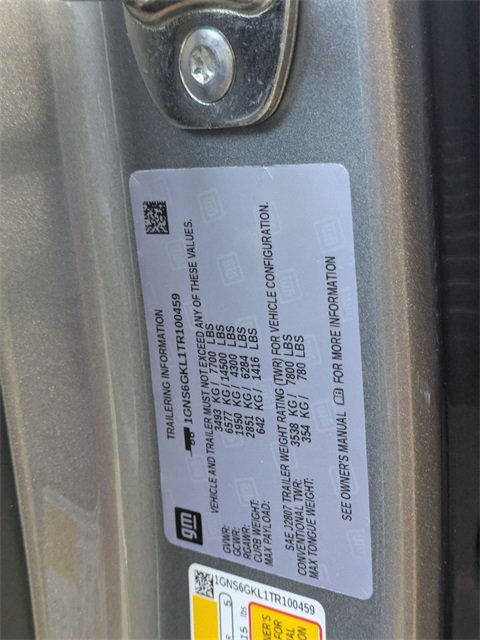 TRAILERING INFORMATION
1GNS6GKL1TR100459
VEHICLE AND TRAILER MUST NOT EXCEED ANY OF THESE VALUES.
GVWR: 3493 KG / 7700 LBS
GCWR: 6577 KG / 14500 LBS
RGAWR: 1950 KG / 4300 LBS
CURB WEIGHT: 2851 KG / 6284 LBS
MAX PAYLOAD: 642 KG / 1416 LBS
SAE J2807 TRAILER WEIGHT RATING (TWR) FOR VEHICLE CONFIGURATION.
CONVENTIONAL TWR: 3538 KG / 7800 LBS
MAX TONGUE WEIGHT: 354 KG / 780 LBS
SEE OWNER'S MANUAL FOR MORE INFORMATION
gm
1GNS6GKL1TR100459
5